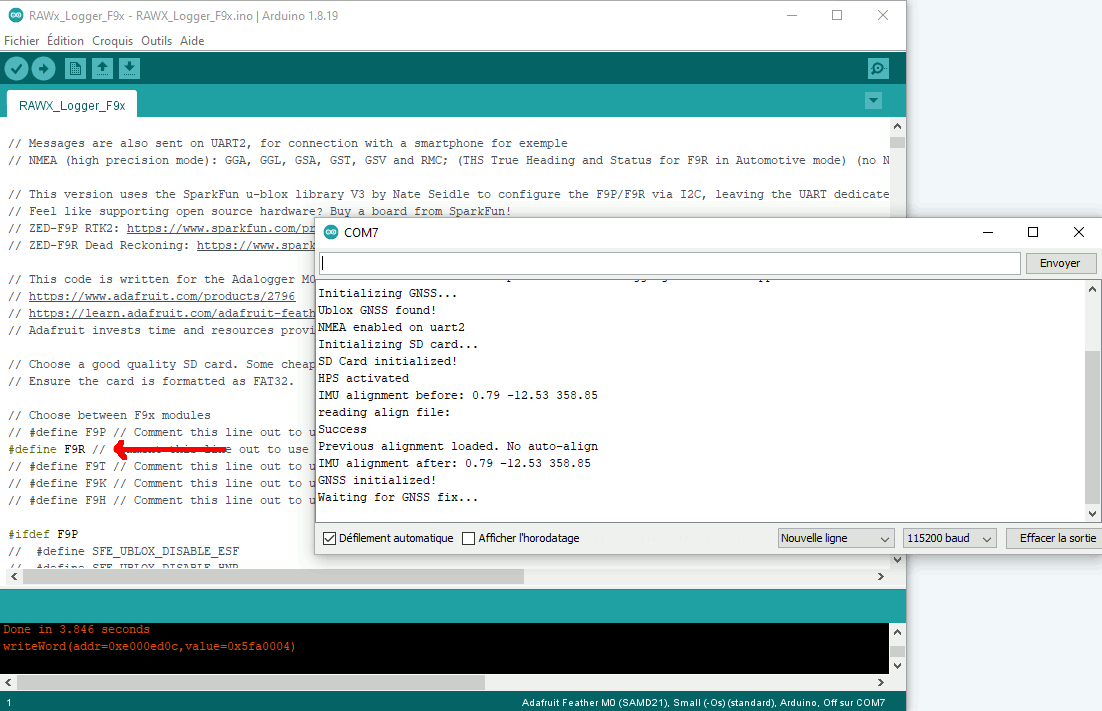 RAWx_Logger_F9x - RAWX_Logger_F9x.ino | Arduino 1.8.19
Fichier Édition Croquis Outils Aide
RAWX_Logger_F9x
// Messages are also sent on UART2, for connection with a smartphone for exemple
// NMEA (high precision mode): GGA, GGL, GSA, GST, GSV and RMC; (THS True Heading and Status for F9R in Automotive mode) (no N
// This version uses the SparkFun u-blox library V3 by Nate Seidle to configure the F9P/F9R via I2C, leaving the UART dedicate
// Feel like supporting open source hardware? Buy a board from SparkFun!
// ZED-F9P RTK2: https://www.sparkfun.com/pr
// ZED-F9R Dead Reckoning: https://www.spark
// This code is written for the Adalogger M0
// https://www.adafruit.com/products/2796
// https://learn.adafruit.com/adafruit-feath
// Adafruit invests time and resources provi
// Choose a good quality SD card. Some cheap
// Ensure the card is formatted as FAT32.
// Choose between F9x modules
// #define F9P // Comment this line out to u
#define F9R // Comment this line out to use
// #define F9T // Comment this line out to u
// #define F9K // Comment this line out to u
// #define F9H // Comment this line out to u
#ifdef F9P
// #define SFE_UBLOX_DISABLE_ESF
// #define SFE_UBLOX_DISABLE_HNR
COM7
Envoyer
Initializing GNSS...
Ublox GNSS found!
NMEA enabled on uart2
Initializing SD card...
SD Card initialized!
HPS activated
IMU alignment before: 0.79 -12.53 358.85
reading align file:
Success
Previous alignment loaded. No auto-align
IMU alignment after: 0.79 -12.53 358.85
GNSS initialized!
Waiting for GNSS fix...
Défilement automatique Afficher l'horodatage Nouvelle ligne 115200 baud Effacer la sortie
Done in 3.846 seconds
writeWord(addr=0xe000ed0c,value=0x5fa0004)
1 Adafruit Feather M0 (SAMD21), Small (-Os) (standard), Arduino, Off sur COM7